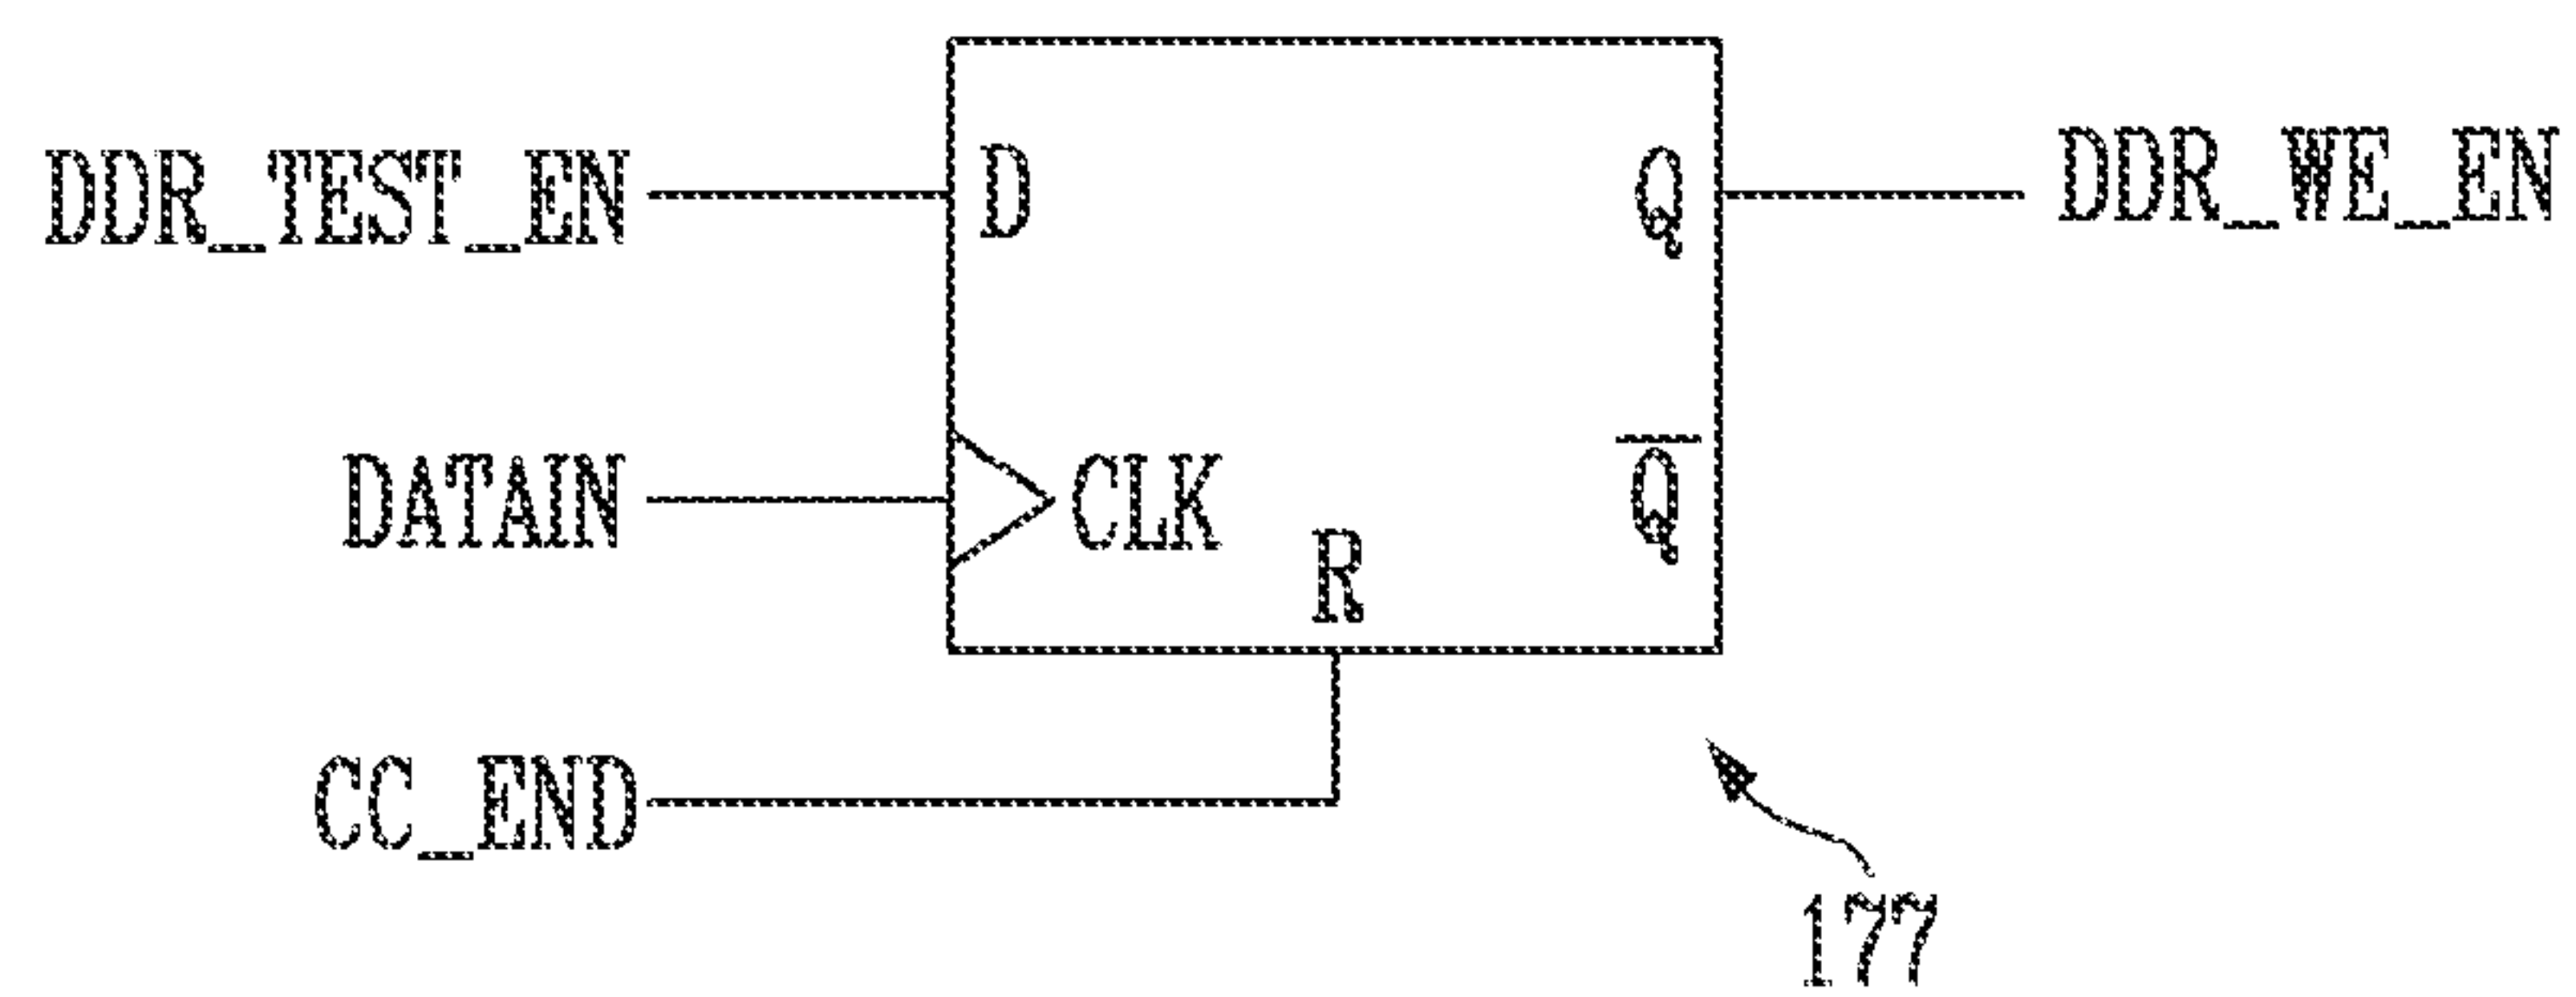 DDR_TEST_EN D Q DDR_WE_EN
DATAIN CLK Q̅
R
CC_END
177